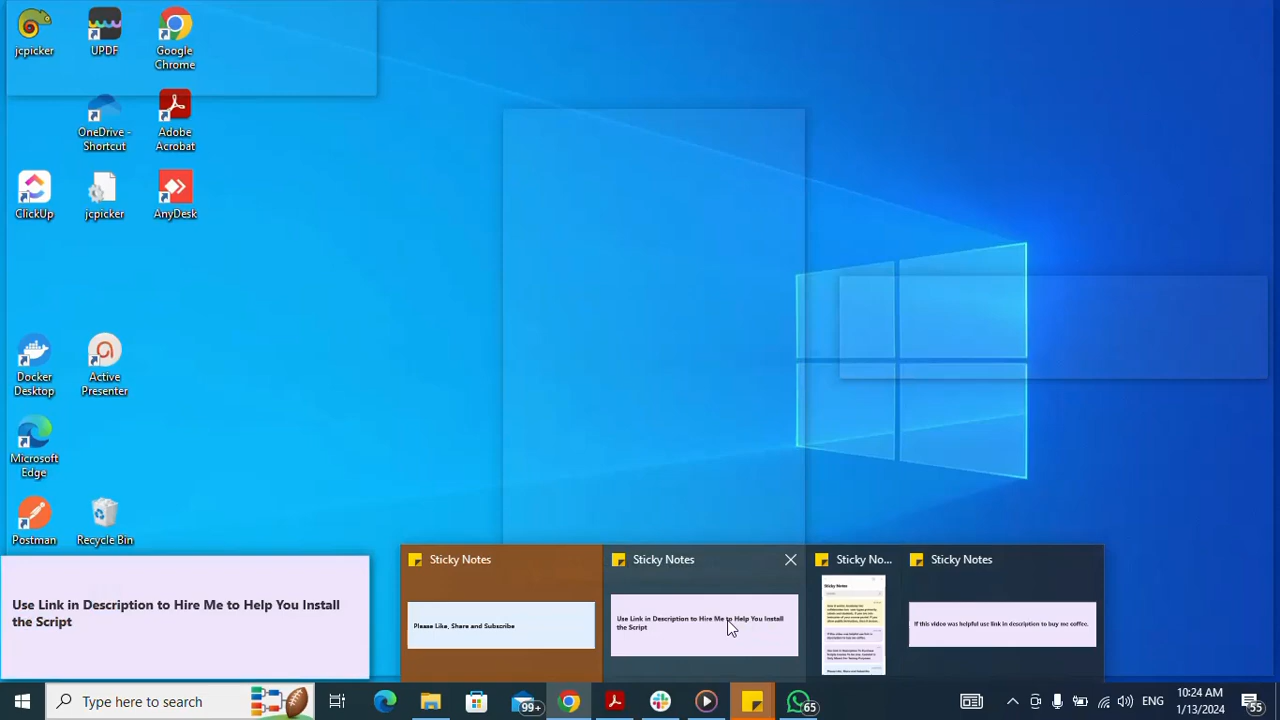 jcpicker
UPDF
Google
Chrome
OneDrive -
Shortcut
Adobe
Acrobat
ClickUp
jcpicker
AnyDesk
Docker
Desktop
Active
Presenter
Microsoft
Edge
Postman
Recycle Bin
Use Link in Description to Hire Me to Help You Install
the Script
Sticky Notes
Please Like, Share and Subscribe
Sticky Notes
Use Link in Description to Hire Me to Help You Install
the Script
Sticky No...
Sticky Notes
Sticky Notes
If this video was helpful use link in description to buy me coffee.
Type here to search
99+
65
ENG
6:24 AM
1/13/2024
55